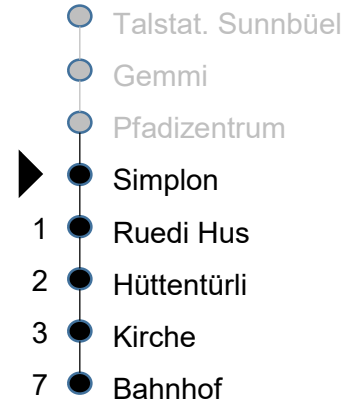 Talstat. Sunnbüel
Gemmi
Pfadizentrum
Simplon
1 Ruedi Hus
2 Hüttentürli
3 Kirche
7 Bahnhof